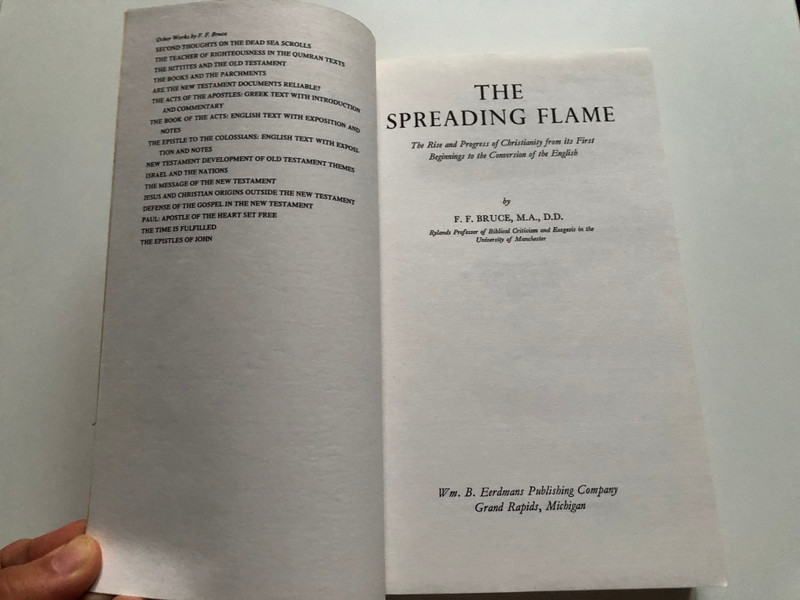 Other Works by F. F. Bruce
SECOND THOUGHTS ON THE DEAD SEA SCROLLS
THE TEACHER OF RIGHTEOUSNESS IN THE QUMRAN TEXTS
THE HITTITES AND THE OLD TESTAMENT
THE BOOKS AND THE PARCHMENTS
ARE THE NEW TESTAMENT DOCUMENTS RELIABLE?
THE ACTS OF THE APOSTLES: GREEK TEXT WITH INTRODUCTION
AND COMMENTARY
THE BOOK OF THE ACTS: ENGLISH TEXT WITH EXPOSITION AND
NOTES
THE EPISTLE TO THE COLOSSIANS: ENGLISH TEXT WITH EXPOSI-
TION AND NOTES
NEW TESTAMENT DEVELOPMENT OF OLD TESTAMENT THEMES
ISRAEL AND THE NATIONS
THE MESSAGE OF THE NEW TESTAMENT
JESUS AND CHRISTIAN ORIGINS OUTSIDE THE NEW TESTAMENT
DEFENSE OF THE GOSPEL IN THE NEW TESTAMENT
PAUL: APOSTLE OF THE HEART SET FREE
THE TIME IS FULFILLED
THE EPISTLES OF JOHN
THE
SPREADING FLAME
The Rise and Progress of Christianity from its First
Beginnings to the Conversion of the English
by
F. F. BRUCE, M.A., D.D.
Rylands Professor of Biblical Criticism and Exegesis in the
University of Manchester
Wm. B. Eerdmans Publishing Company
Grand Rapids, Michigan